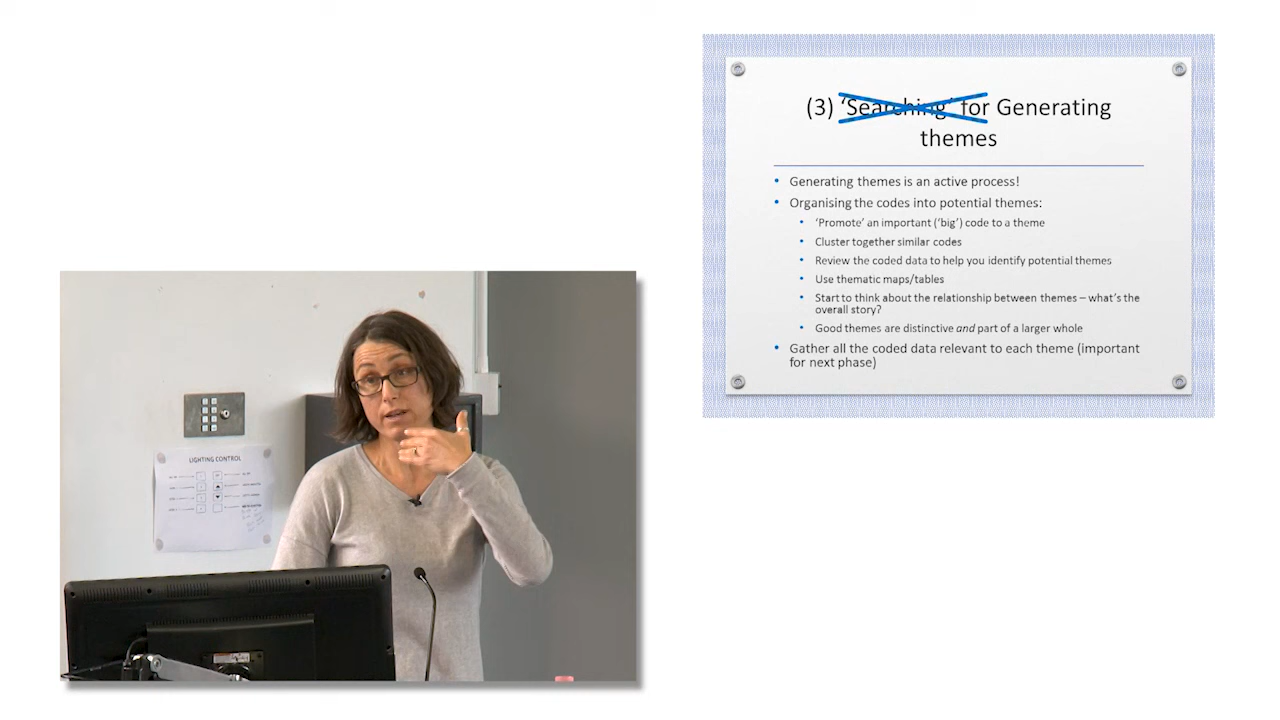 (3) ‘Searching’ for Generating
themes
• Generating themes is an active process!
• Organising the codes into potential themes:
• ‘Promote’ an important (‘big’) code to a theme
• Cluster together similar codes
• Review the coded data to help you identify potential themes
• Use thematic maps/tables
• Start to think about the relationship between themes – what’s the
overall story?
• Good themes are distinctive and part of a larger whole
• Gather all the coded data relevant to each theme (important
for next phase)
LIGHTING CONTROL